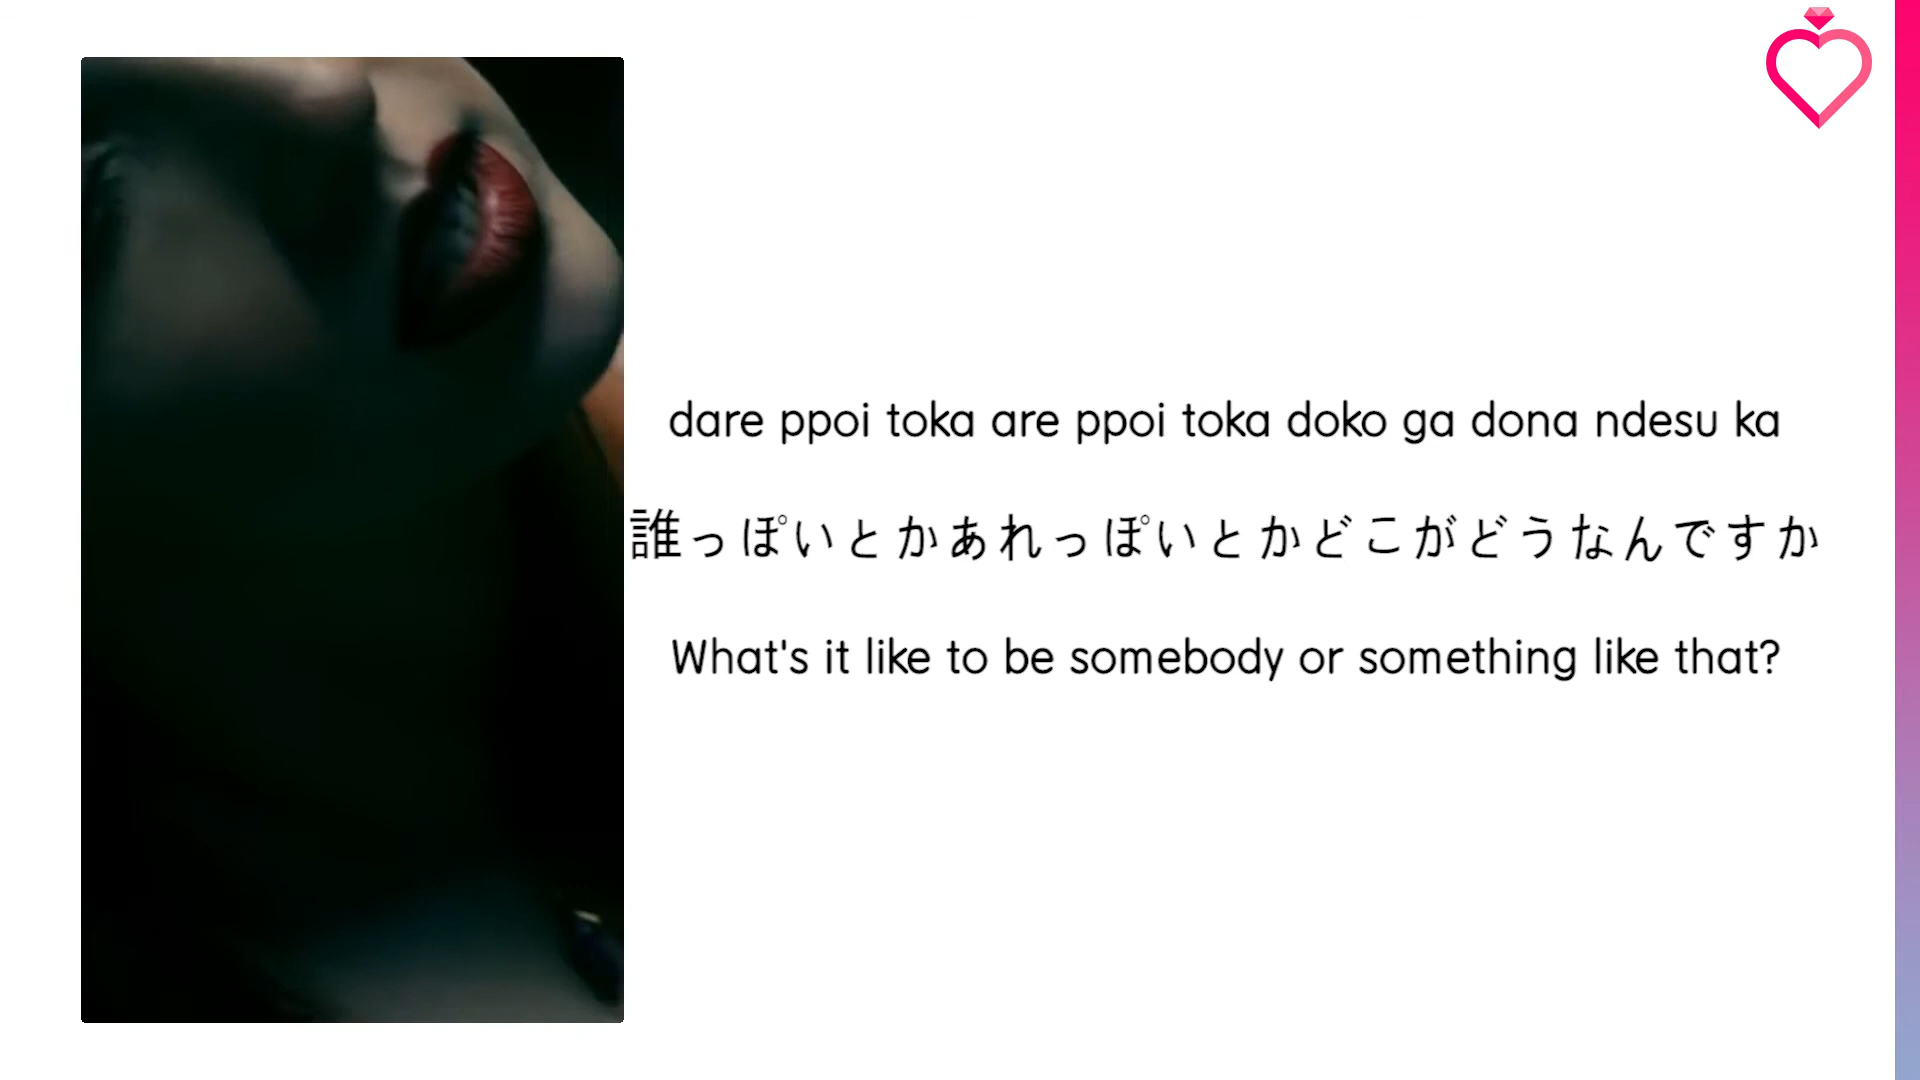 dare ppoi toka are ppoi toka doko ga dona ndesu ka
誰っぽいとかあれっぽいとかどこがどうなんですか
What's it like to be somebody or something like that?